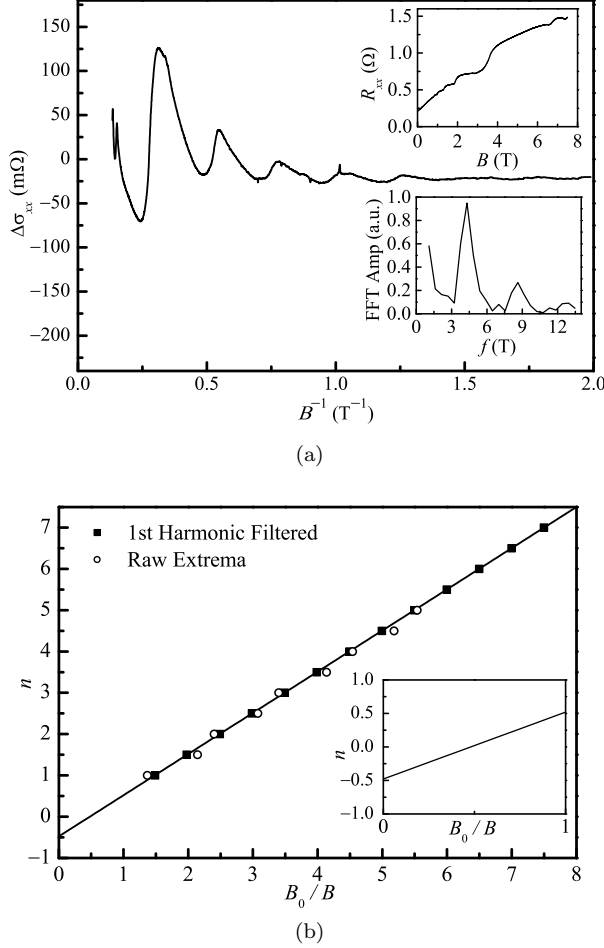 150
100
50
0
−50
−100
−150
−200
Δσxx (mΩ)
0.0 0.5 1.0 1.5 2.0
B−1 (T−1)
1.5
1.0
0.5
0.0
Rxx (Ω)
0 2 4 6 8
B (T)
1.0
0.8
0.6
0.4
0.2
0.0
FFT Amp (a.u.)
3 6 9 12
f (T)
(a)
7
6
5
4
3
2
1
0
−1
n
1st Harmonic Filtered
Raw Extrema
0 1 2 3 4 5 6 7 8
B0 / B
1.0
0.5
0.0
−0.5
−1.0
n
0 1
B0 / B
(b)